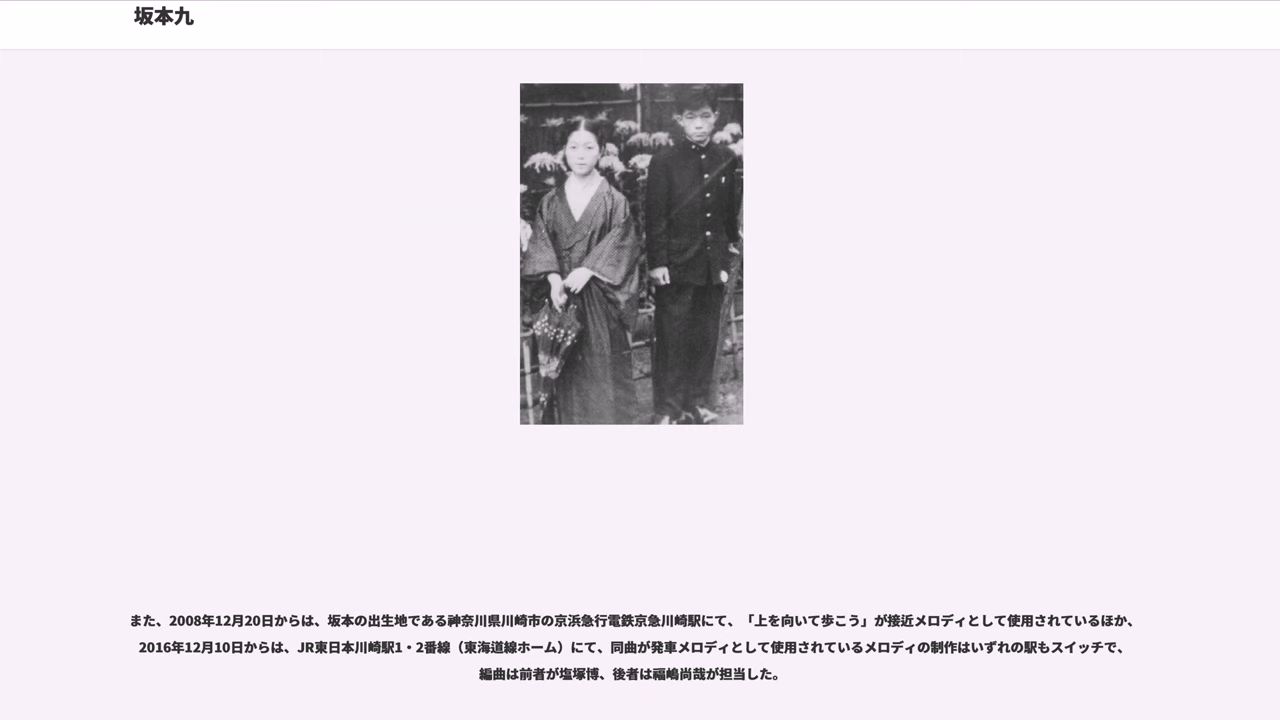 坂本九
また、2008年12月20日からは、坂本の出生地である神奈川県川崎市の京浜急行電鉄京急川崎駅にて、「上を向いて歩こう」が接近メロディとして使用されているほか、
2016年12月10日からは、JR東日本川崎駅1・2番線（東海道線ホーム）にて、同曲が発車メロディとして使用されているメロディの制作はいずれの駅もスイッチで、
編曲は前者が塩塚博、後者は福嶋尚哉が担当した。